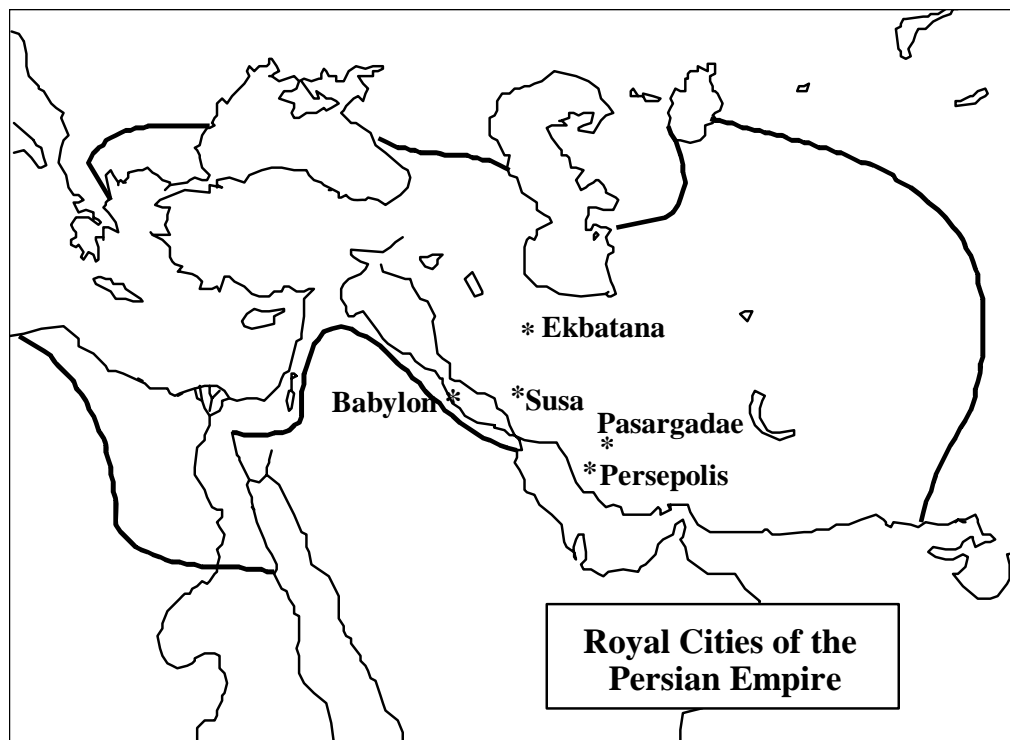 * Ekbatana
Babylon *
* Susa
Pasargadae
*
* Persepolis
Royal Cities of the
Persian Empire